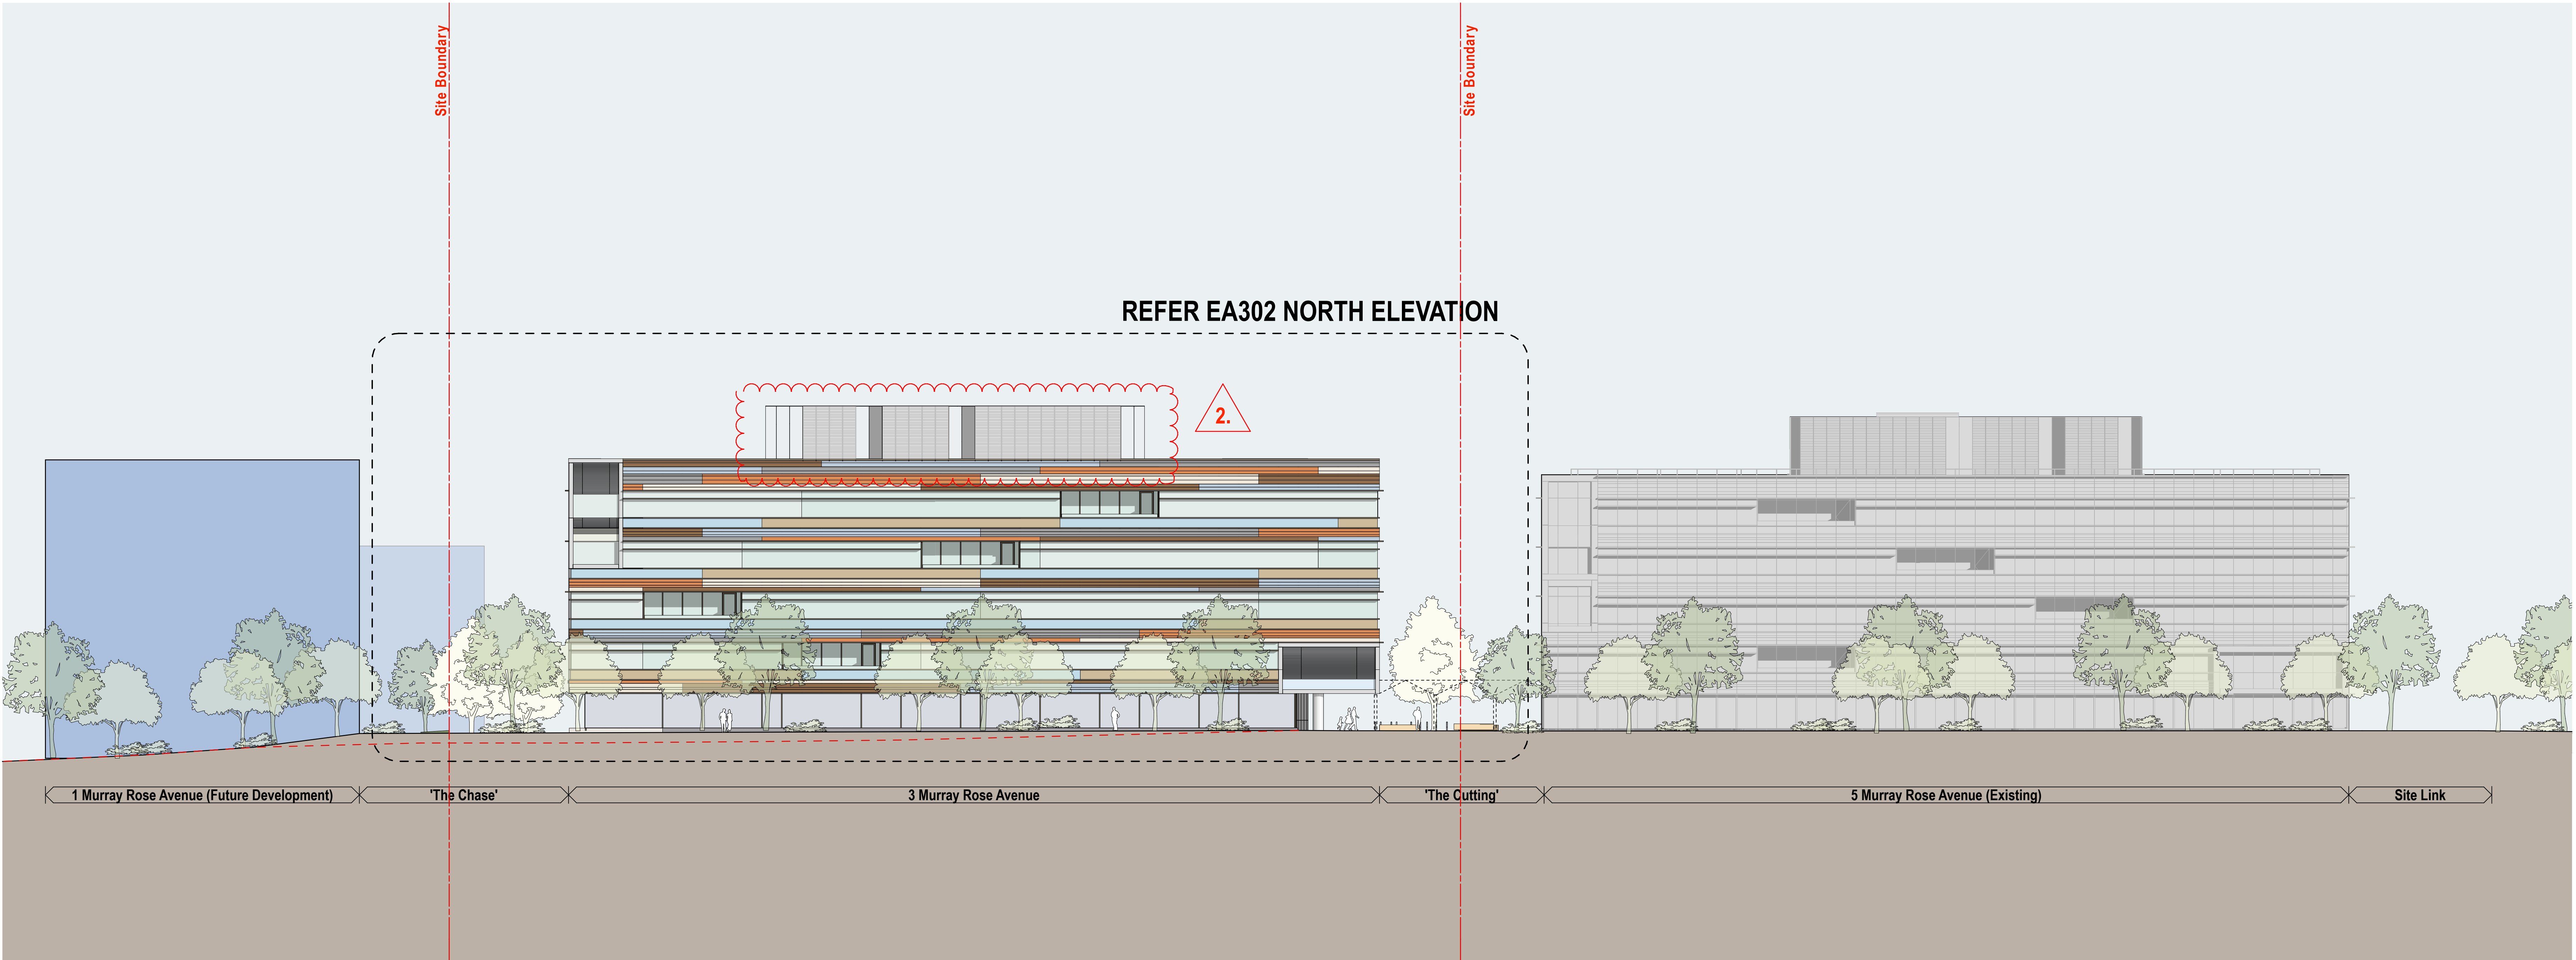 Site Boundary
Site Boundary
REFER EA302 NORTH ELEVATION
2.
1 Murray Rose Avenue (Future Development)
'The Chase'
3 Murray Rose Avenue
'The Cutting'
5 Murray Rose Avenue (Existing)
Site Link